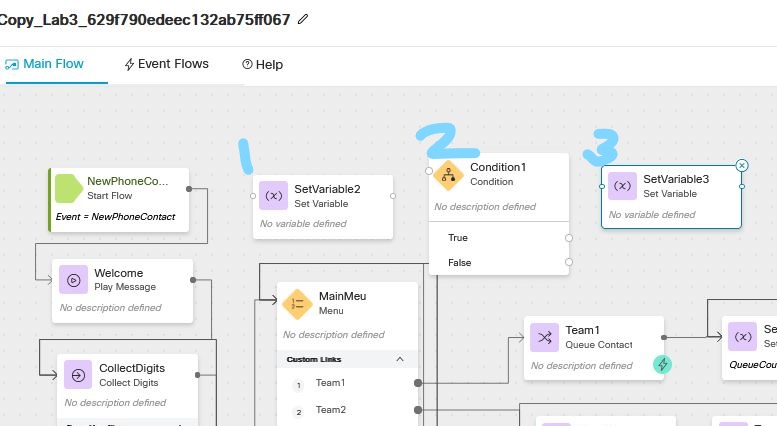 Copy_Lab3_629f790edeec132ab75ff067
Main Flow
Event Flows
Help
1
2
3
NewPhoneCo...
Start Flow
Event = NewPhoneContact
SetVariable2
Set Variable
No variable defined
Condition1
Condition
No description defined
True
False
SetVariable3
Set Variable
No variable defined
Welcome
Play Message
No description defined
MainMeu
Menu
No description defined
Custom Links
1 Team1
2 Team2
Team1
Queue Contact
No description defined
CollectDigits
Collect Digits
No description defined
QueueCou